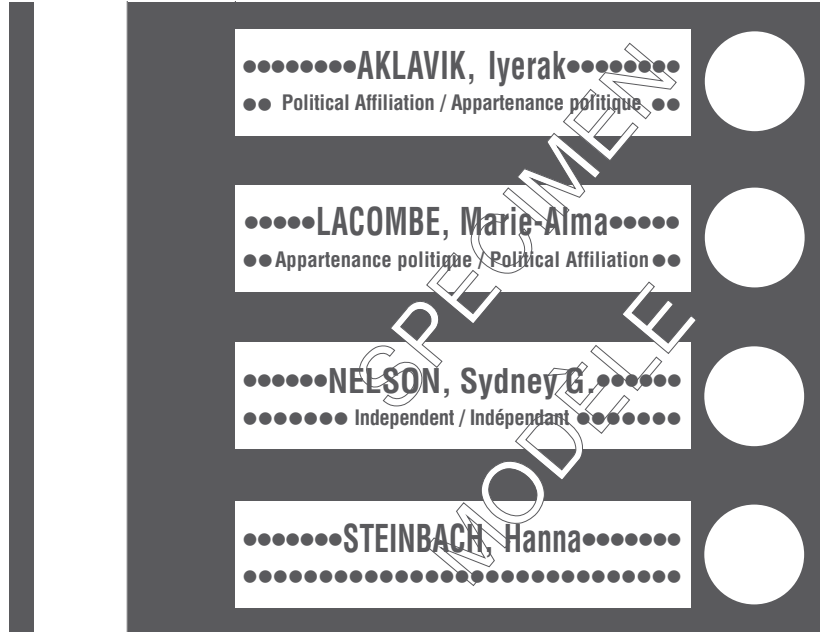 AKLAVIK, Iyerak
Political Affiliation / Appartenance politique
LACOMBE, Marie-Alma
Appartenance politique / Political Affiliation
NELSON, Sydney G.
Independent / Indépendant
STEINBACH, Hanna
SPECIMEN
MODÈLE